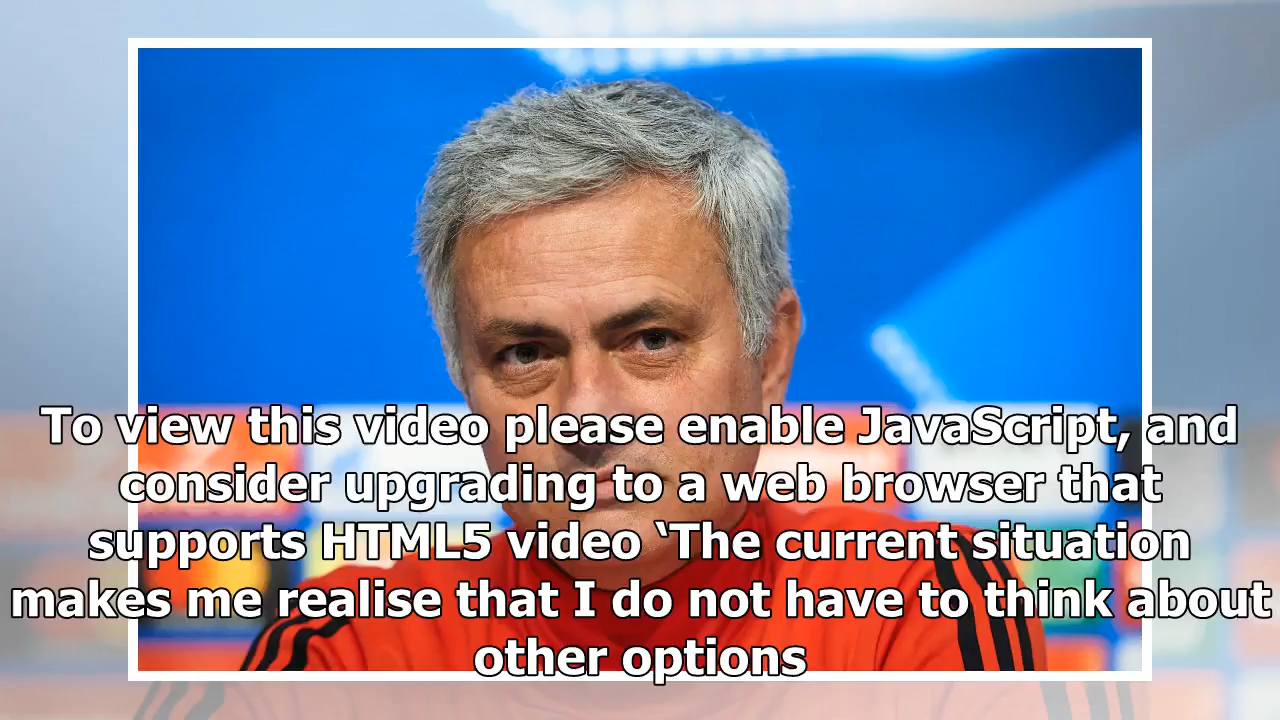 To view this video please enable JavaScript, and
consider upgrading to a web browser that
supports HTML5 video ‘The current situation
makes me realise that I do not have to think about
other options